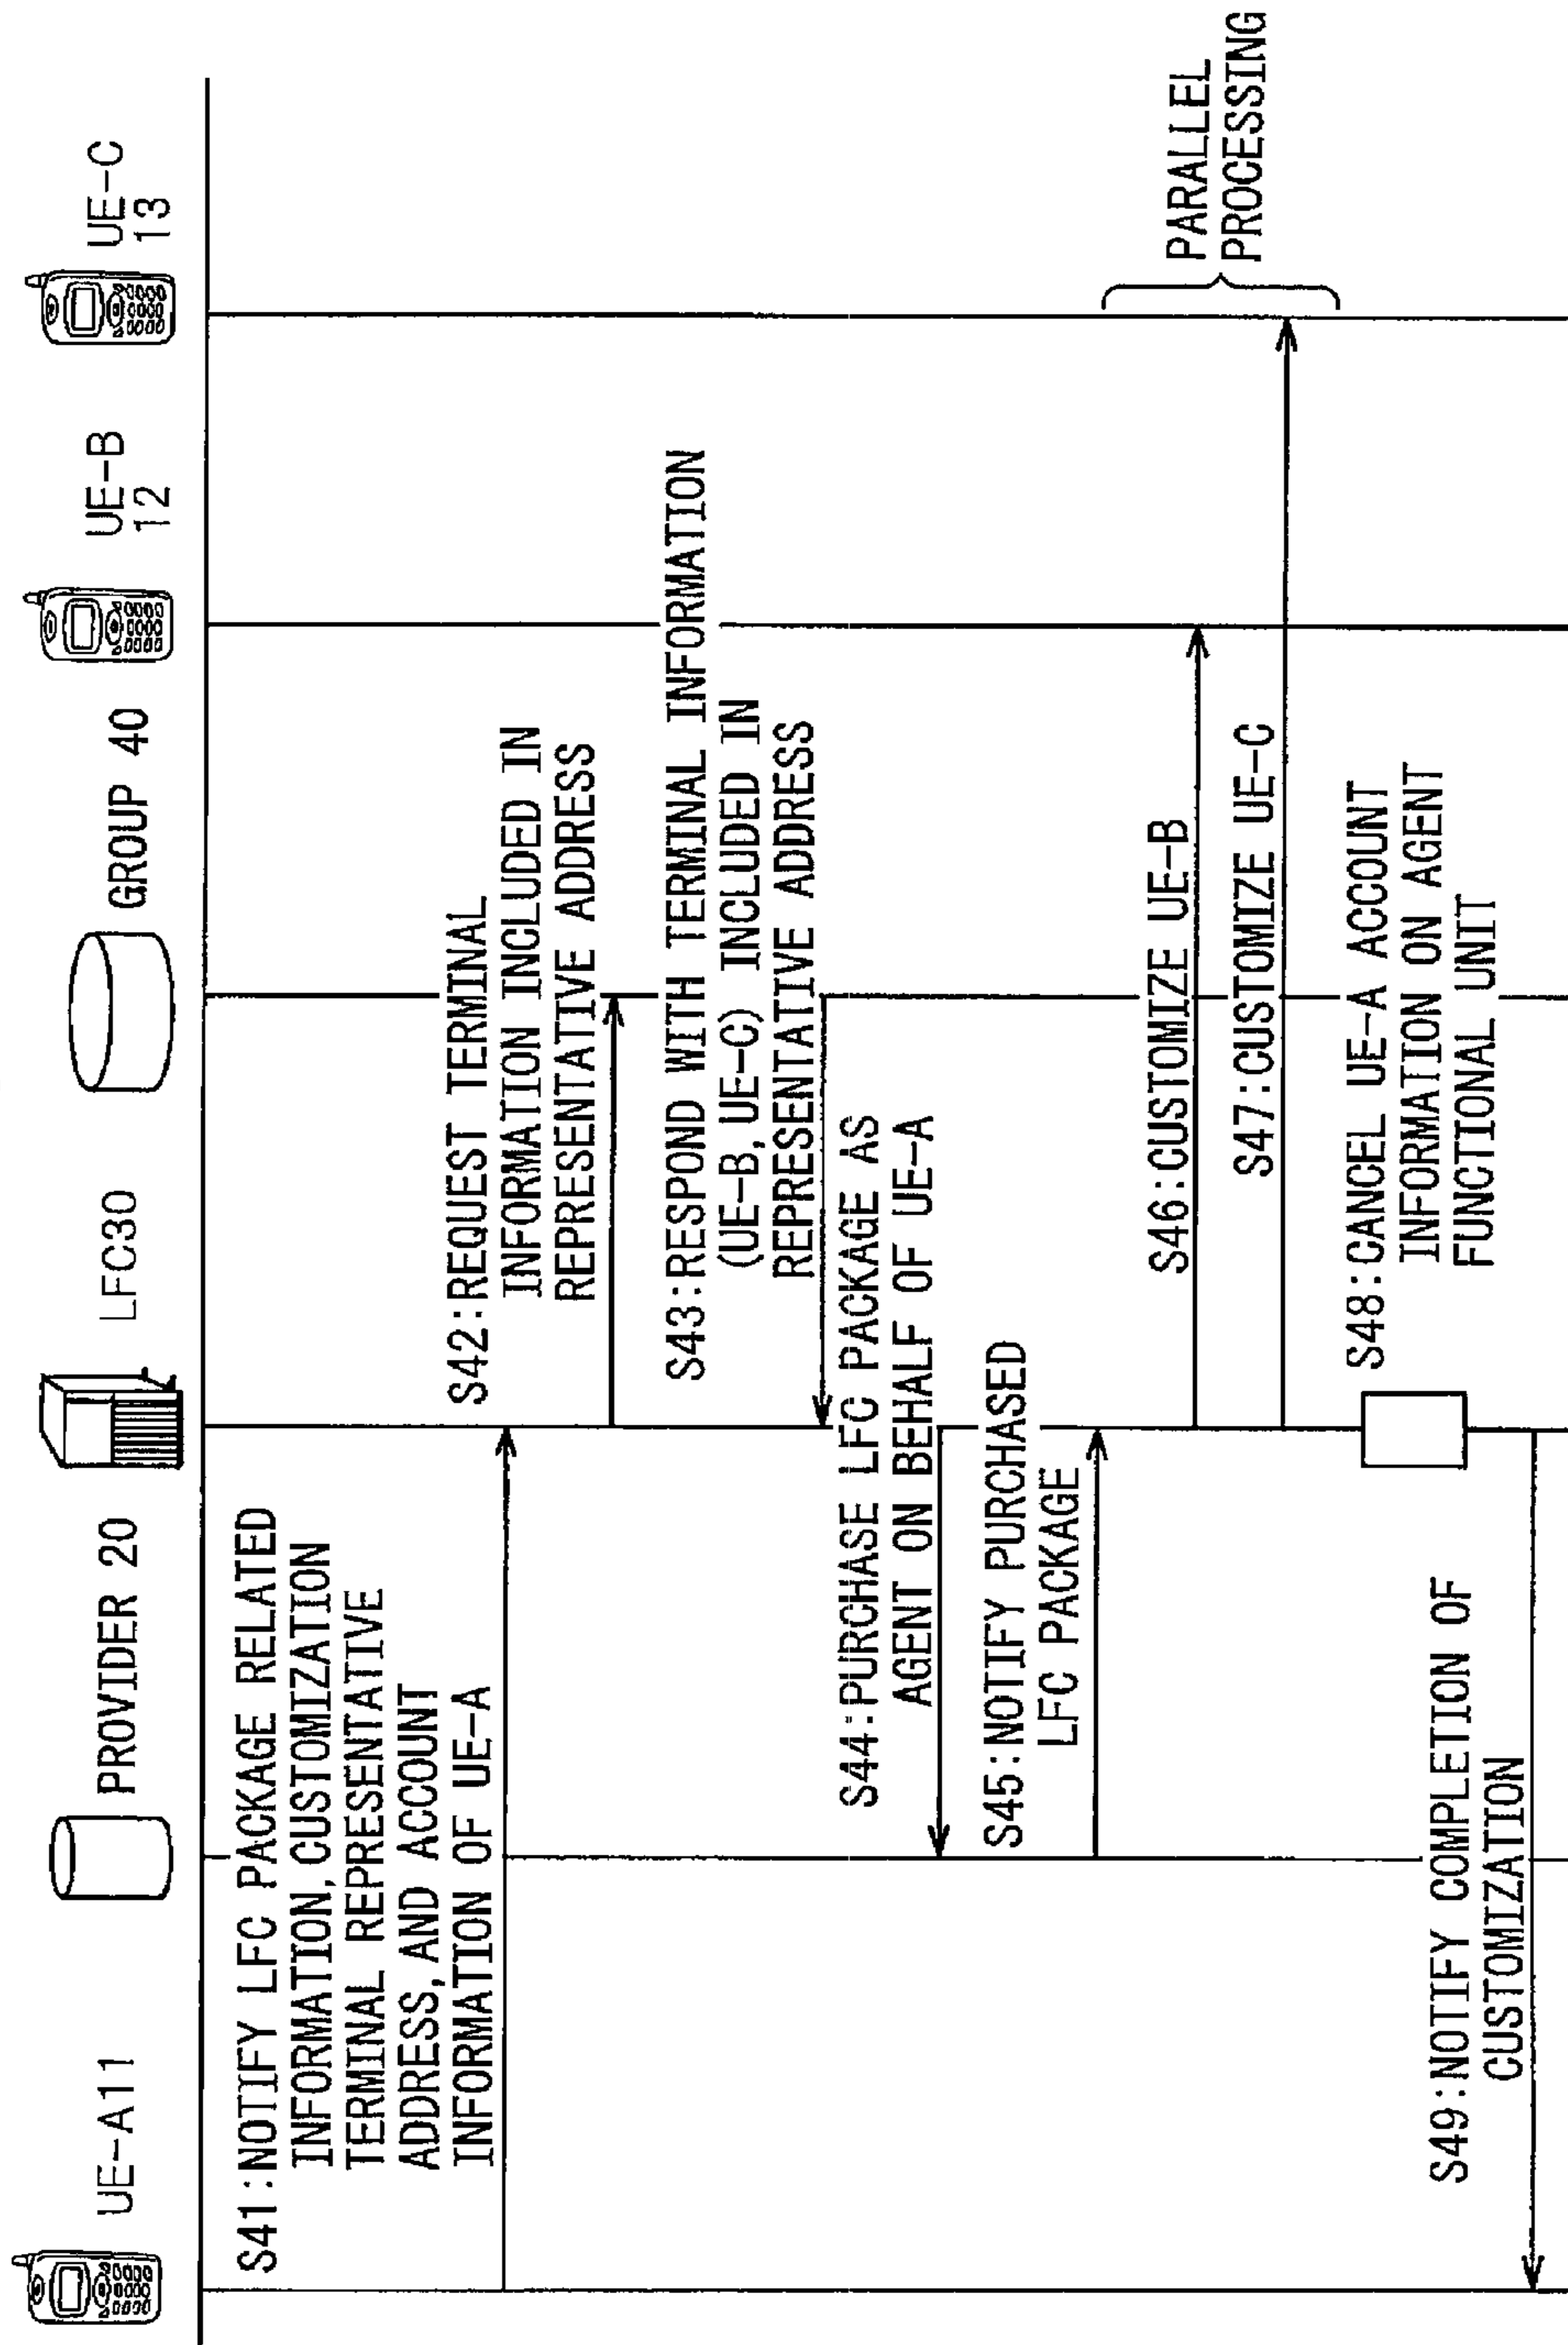 UE-A11
PROVIDER 20
LFC30
GROUP 40
UE-B
12
UE-C
13
S41:NOTIFY LFC PACKAGE RELATED
INFORMATION,CUSTOMIZATION
TERMINAL REPRESENTATIVE
ADDRESS,AND ACCOUNT
INFORMATION OF UE-A
S42:REQUEST TERMINAL
INFORMATION INCLUDED IN
REPRESENTATIVE ADDRESS
S43:RESPOND WITH TERMINAL INFORMATION
(UE-B,UE-C) INCLUDED IN
REPRESENTATIVE ADDRESS
S44:PURCHASE LFC PACKAGE AS
AGENT ON BEHALF OF UE-A
S45:NOTIFY PURCHASED
LFC PACKAGE
S46:CUSTOMIZE UE-B
S47:CUSTOMIZE UE-C
PARALLEL
PROCESSING
S48:CANCEL UE-A ACCOUNT
INFORMATION ON AGENT
FUNCTIONAL UNIT
S49:NOTIFY COMPLETION OF
CUSTOMIZATION